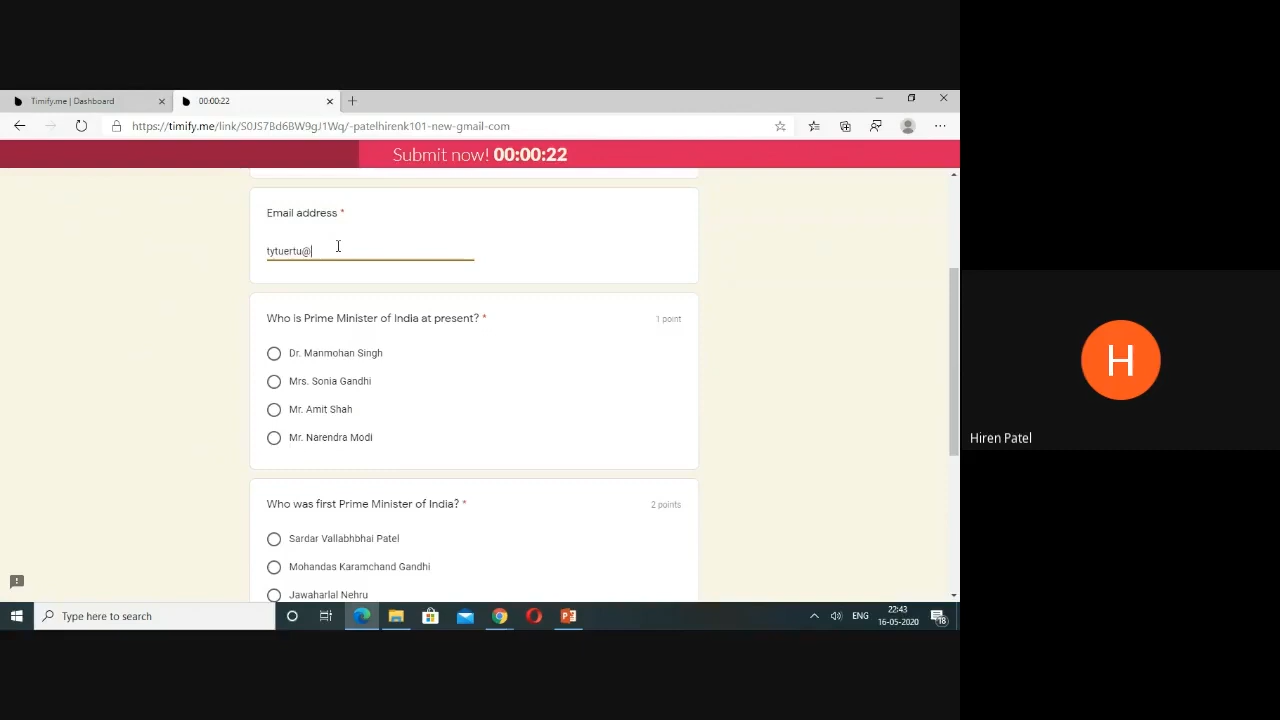 Timify.me | Dashboard
00:00:22
https://timify.me/link/S0JS7Bd6BW9gJ1Wq/-patelhirenk101-new-gmail-com
Submit now! 00:00:22
Email address *
tytuertu@
Who is Prime Minister of India at present? *
1 point
Dr. Manmohan Singh
Mrs. Sonia Gandhi
Mr. Amit Shah
Mr. Narendra Modi
Who was first Prime Minister of India? *
2 points
Sardar Vallabhbhai Patel
Mohandas Karamchand Gandhi
Jawaharlal Nehru
H
Hiren Patel
Type here to search
ENG
22:43
16-05-2020
18